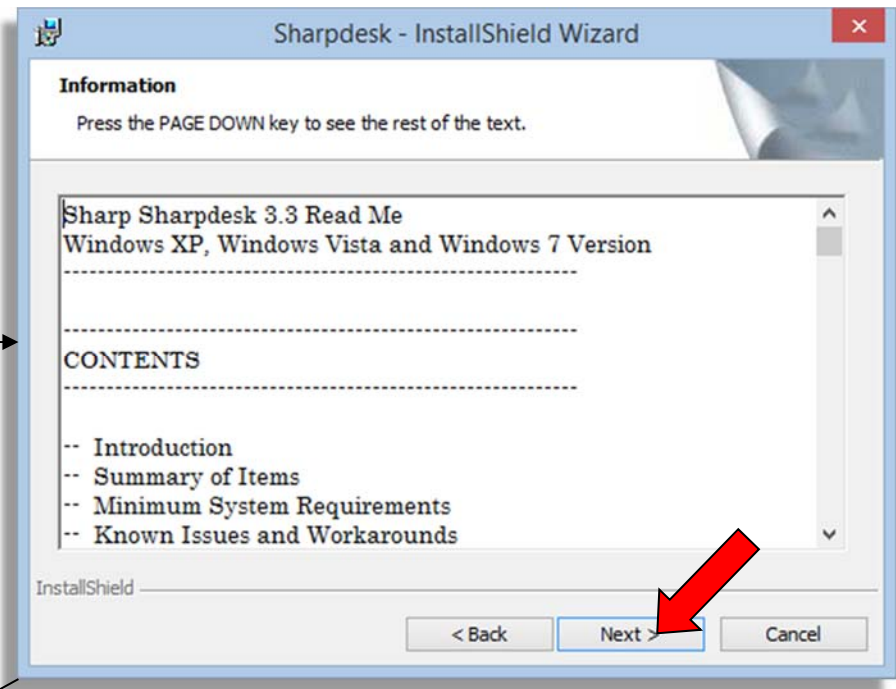 Sharpdesk - InstallShield Wizard
Information
Press the PAGE DOWN key to see the rest of the text.
Sharp Sharpdesk 3.3 Read Me
Windows XP, Windows Vista and Windows 7 Version
------------------------------------------------------------
------------------------------------------------------------
CONTENTS
------------------------------------------------------------
-- Introduction
-- Summary of Items
-- Minimum System Requirements
-- Known Issues and Workarounds
InstallShield
< Back
Next >
Cancel